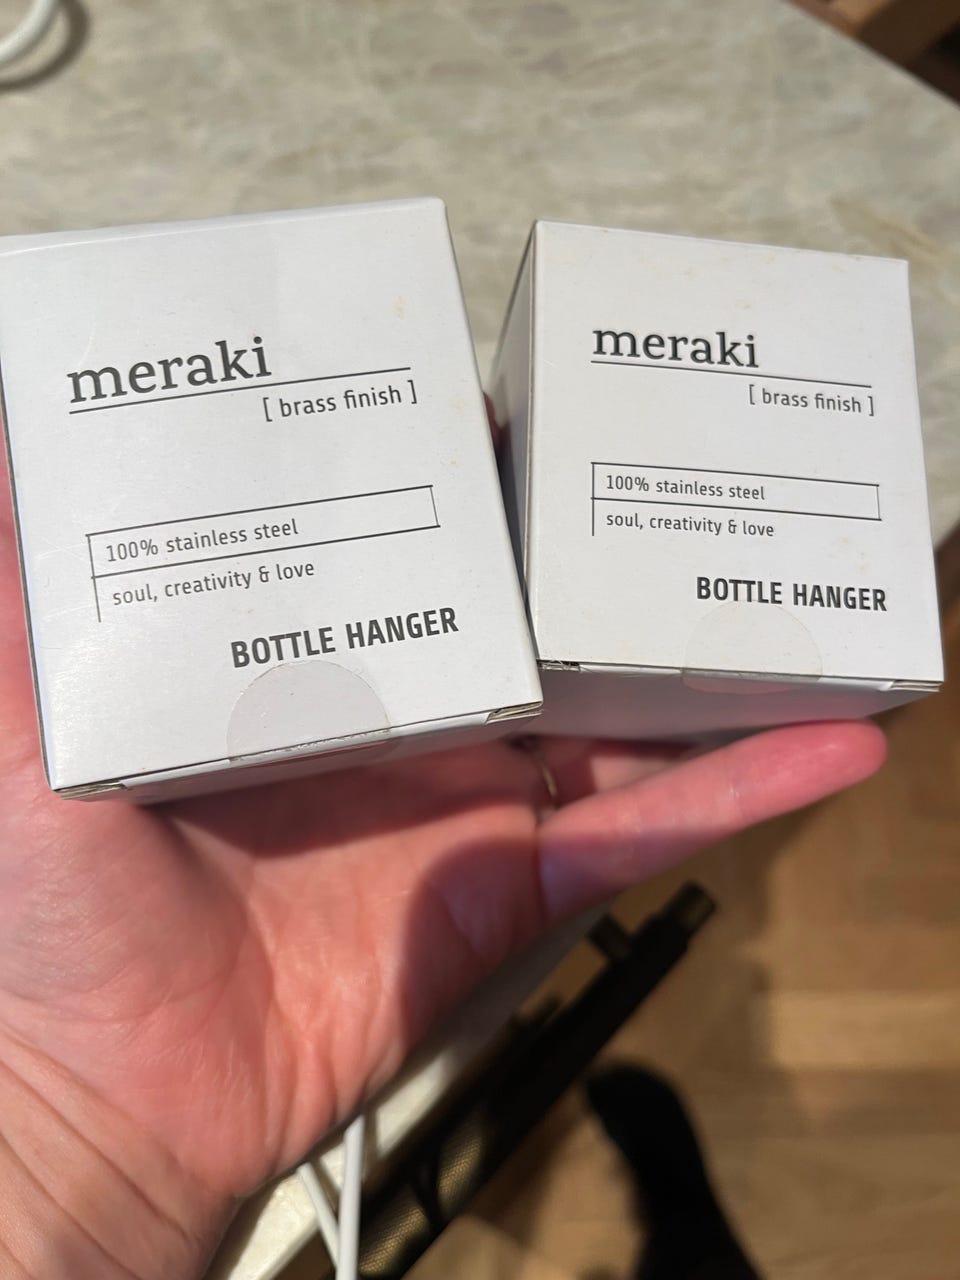 meraki
[ brass finish ]
100% stainless steel
soul, creativity & love
BOTTLE HANGER
meraki
[ brass finish ]
100% stainless steel
soul, creativity & love
BOTTLE HANGER